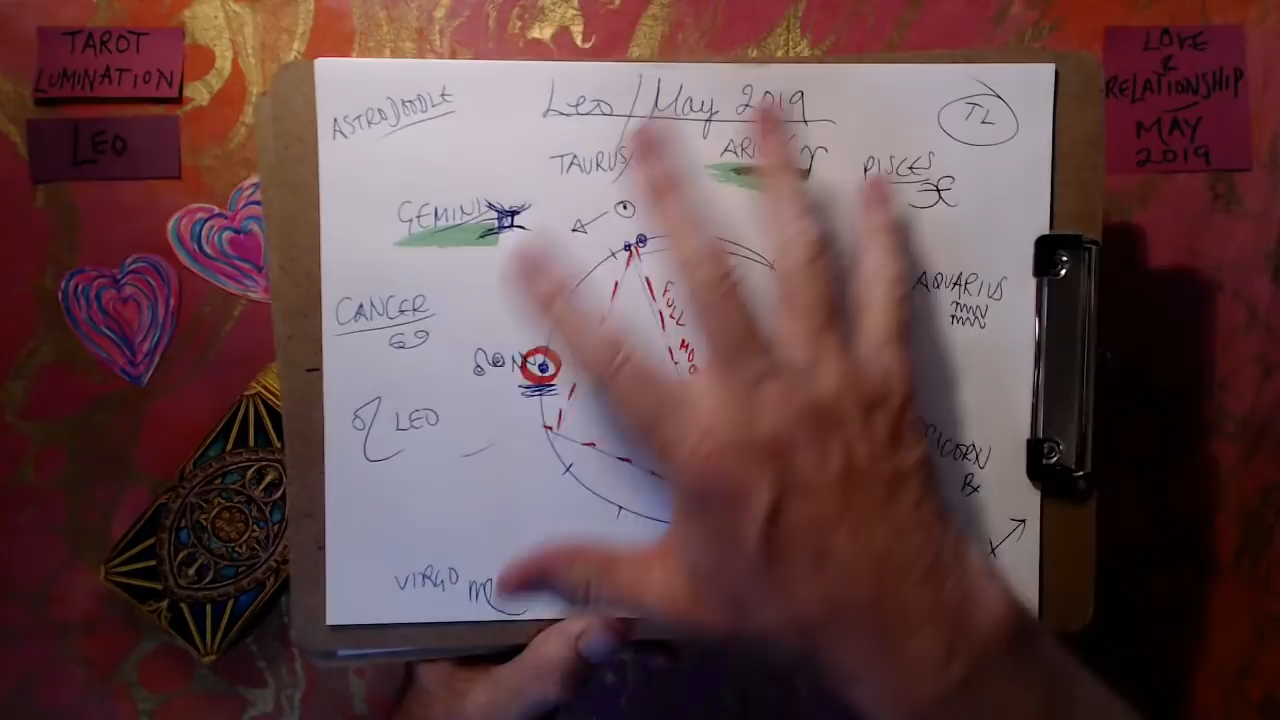 TAROT
LUMINATION
LEO
LOVE
&
RELATIONSHIP
MAY
2019
ASTRODOODLE
Leo / May 2019
TL
TAURUS
PISCES
♓
GEMINI
AQUARIUS
CANCER
♋
FULL
♌ LEO
VIRGO ♍
℞